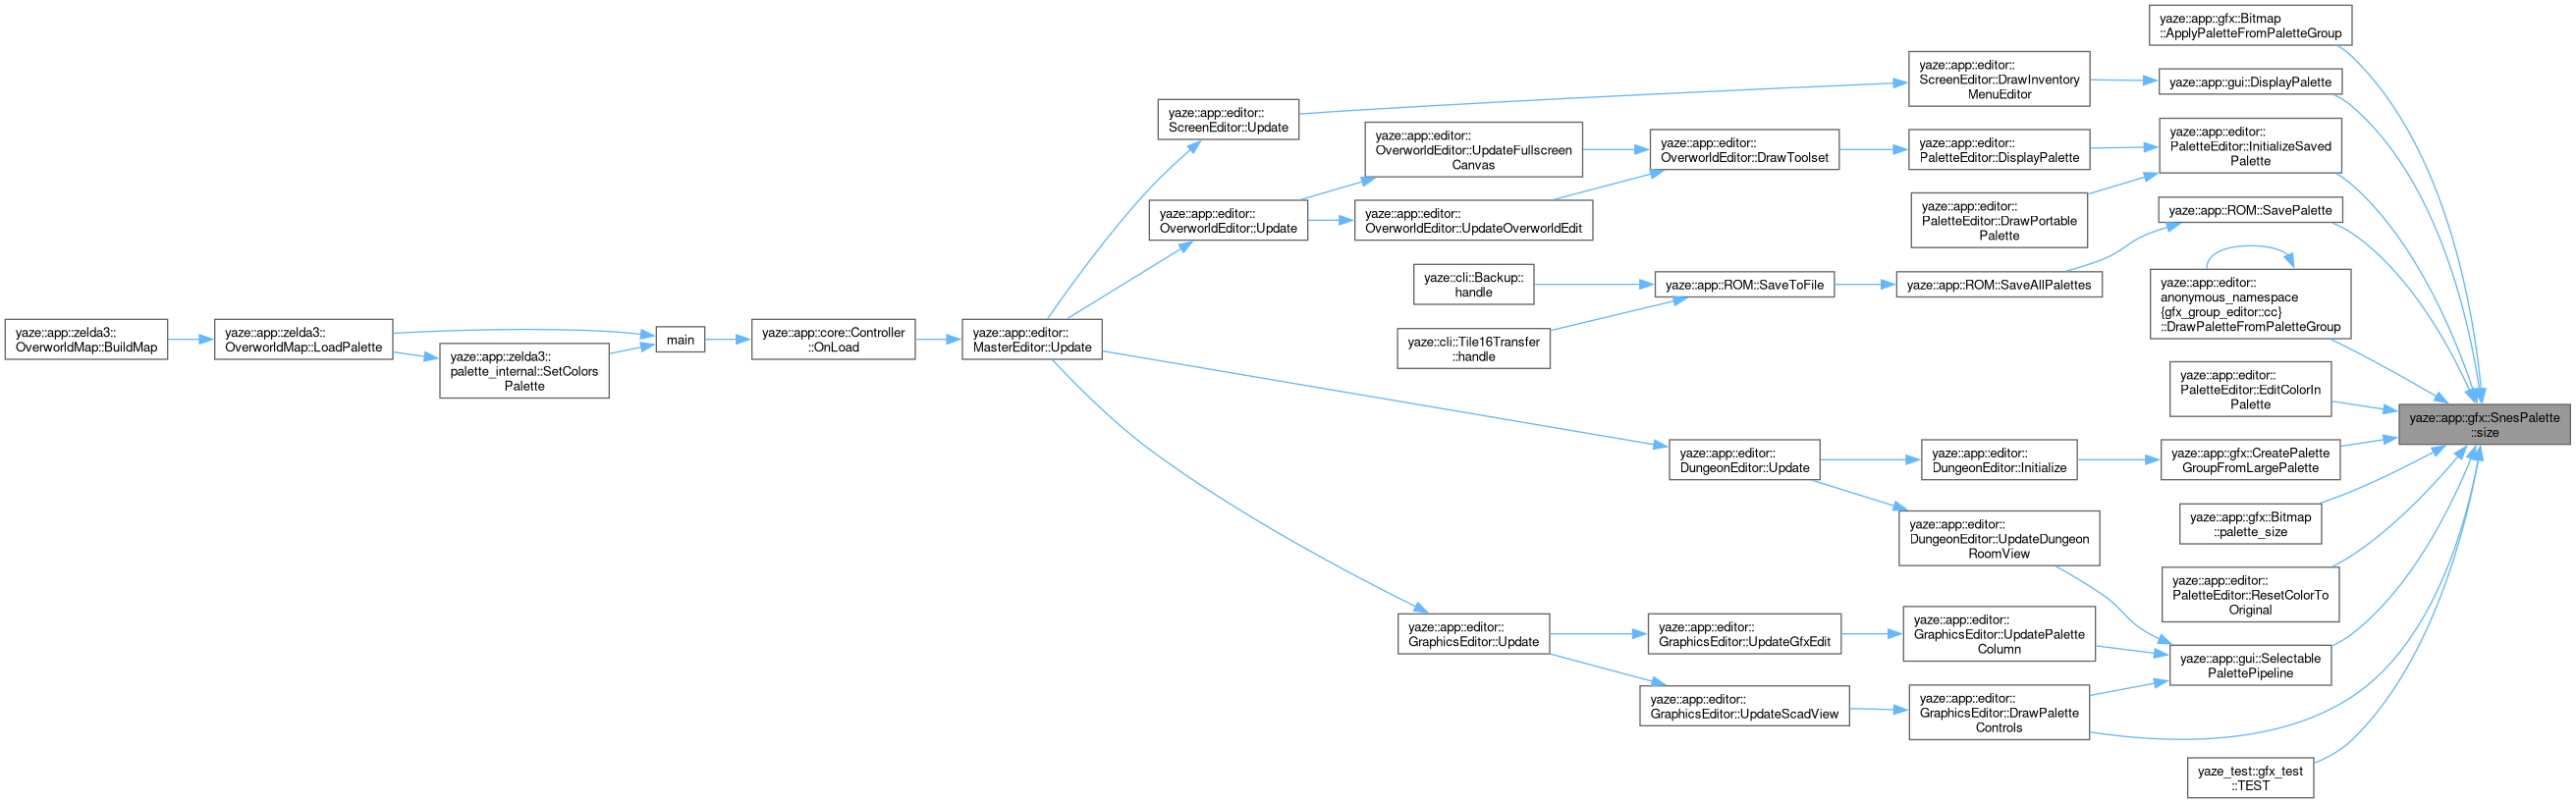 yaze::app::zelda3::
OverworldMap::BuildMap
yaze::app::zelda3::
OverworldMap::LoadPalette
yaze::app::zelda3::
palette_internal::SetColors
Palette
main
yaze::app::core::Controller
::OnLoad
yaze::app::editor::
MasterEditor::Update
yaze::app::editor::
ScreenEditor::Update
yaze::app::editor::
OverworldEditor::Update
yaze::app::editor::
OverworldEditor::UpdateFullscreen
Canvas
yaze::app::editor::
OverworldEditor::UpdateOverworldEdit
yaze::cli::Backup::
handle
yaze::cli::Tile16Transfer
::handle
yaze::app::editor::
GraphicsEditor::Update
yaze::app::editor::
OverworldEditor::DrawToolset
yaze::app::ROM::SaveToFile
yaze::app::editor::
DungeonEditor::Update
yaze::app::editor::
GraphicsEditor::UpdateGfxEdit
yaze::app::editor::
GraphicsEditor::UpdateScadView
yaze::app::editor::
ScreenEditor::DrawInventory
MenuEditor
yaze::app::editor::
PaletteEditor::DisplayPalette
yaze::app::editor::
PaletteEditor::DrawPortable
Palette
yaze::app::ROM::SaveAllPalettes
yaze::app::editor::
DungeonEditor::Initialize
yaze::app::editor::
DungeonEditor::UpdateDungeon
RoomView
yaze::app::editor::
GraphicsEditor::UpdatePalette
Column
yaze::app::editor::
GraphicsEditor::DrawPalette
Controls
yaze::app::gfx::Bitmap
::ApplyPaletteFromPaletteGroup
yaze::app::gui::DisplayPalette
yaze::app::editor::
PaletteEditor::InitializeSaved
Palette
yaze::app::ROM::SavePalette
yaze::app::editor::
anonymous_namespace
{gfx_group_editor::cc}
::DrawPaletteFromPaletteGroup
yaze::app::editor::
PaletteEditor::EditColorIn
Palette
yaze::app::gfx::CreatePalette
GroupFromLargePalette
yaze::app::gfx::Bitmap
::palette_size
yaze::app::editor::
PaletteEditor::ResetColorTo
Original
yaze::app::gui::Selectable
PalettePipeline
yaze_test::gfx_test
::TEST
yaze::app::gfx::SnesPalette
::size